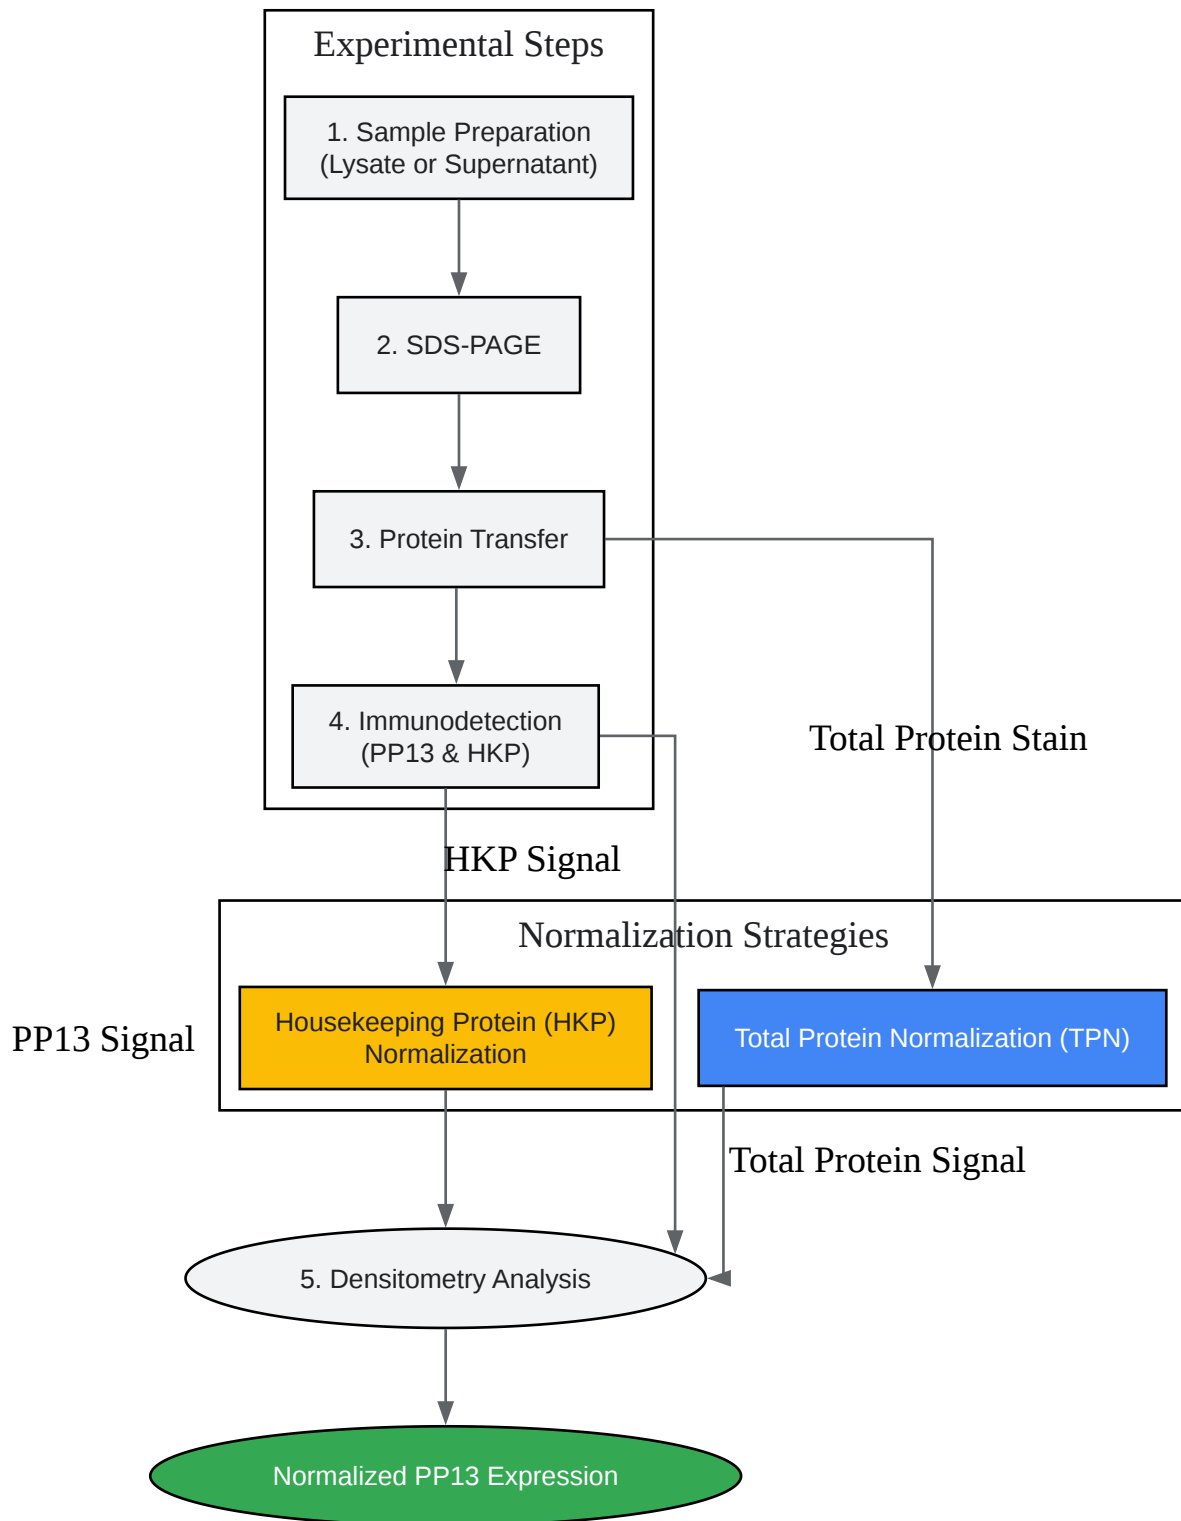 Experimental Steps
1. Sample Preparation
(Lysate or Supernatant)
2. SDS-PAGE
3. Protein Transfer
4. Immunodetection
(PP13 & HKP)
Total Protein Stain
HKP Signal
Normalization Strategies
PP13 Signal
Housekeeping Protein (HKP)
Normalization
Total Protein Normalization (TPN)
Total Protein Signal
5. Densitometry Analysis
Normalized PP13 Expression